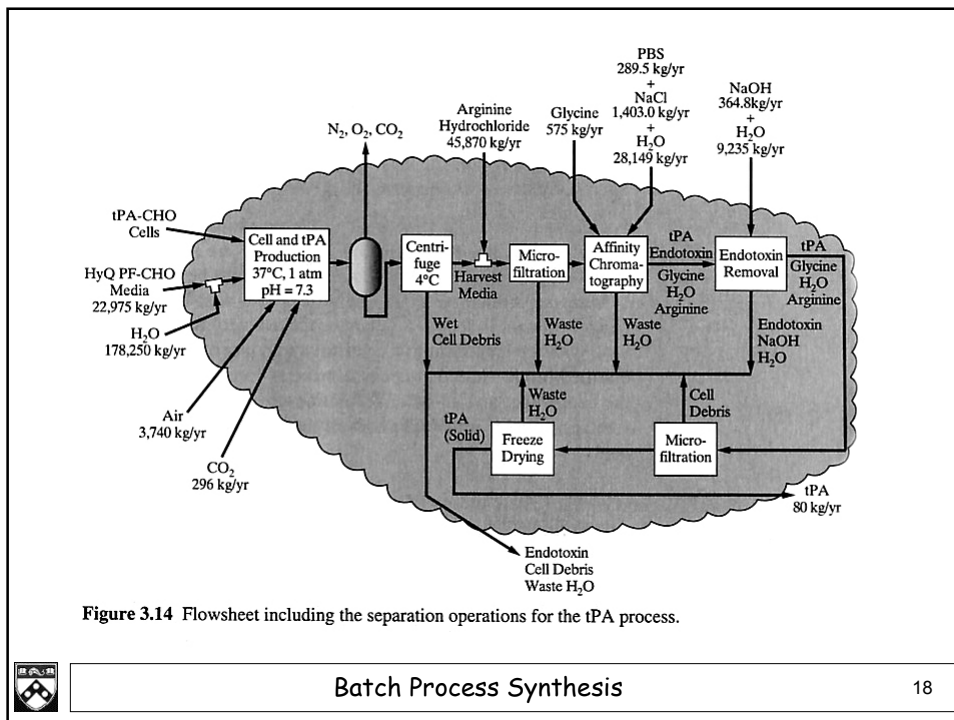 PBS
289.5 kg/yr
+
NaCl
1,403.0 kg/yr
+
H₂O
28,149 kg/yr
NaOH
364.8kg/yr
+
H₂O
9,235 kg/yr
Glycine
575 kg/yr
Arginine
Hydrochloride
45,870 kg/yr
N₂, O₂, CO₂
tPA-CHO
Cells
HyQ PF-CHO
Media
22,975 kg/yr
H₂O
178,250 kg/yr
Air
3,740 kg/yr
CO₂
296 kg/yr
Cell and tPA
Production
37°C, 1 atm
pH = 7.3
Centri-
fuge
4°C
Harvest
Media
Micro-
filtration
Affinity
Chroma-
tography
tPA
Endotoxin
Glycine
H₂O
Arginine
Endotoxin
Removal
tPA
Glycine
H₂O
Arginine
Wet
Cell Debris
Waste
H₂O
Waste
H₂O
Endotoxin
NaOH
H₂O
Waste
H₂O
Cell
Debris
tPA
(Solid)
Freeze
Drying
Micro-
filtration
tPA
80 kg/yr
Endotoxin
Cell Debris
Waste H₂O
Figure 3.14 Flowsheet including the separation operations for the tPA process.
Batch Process Synthesis
18